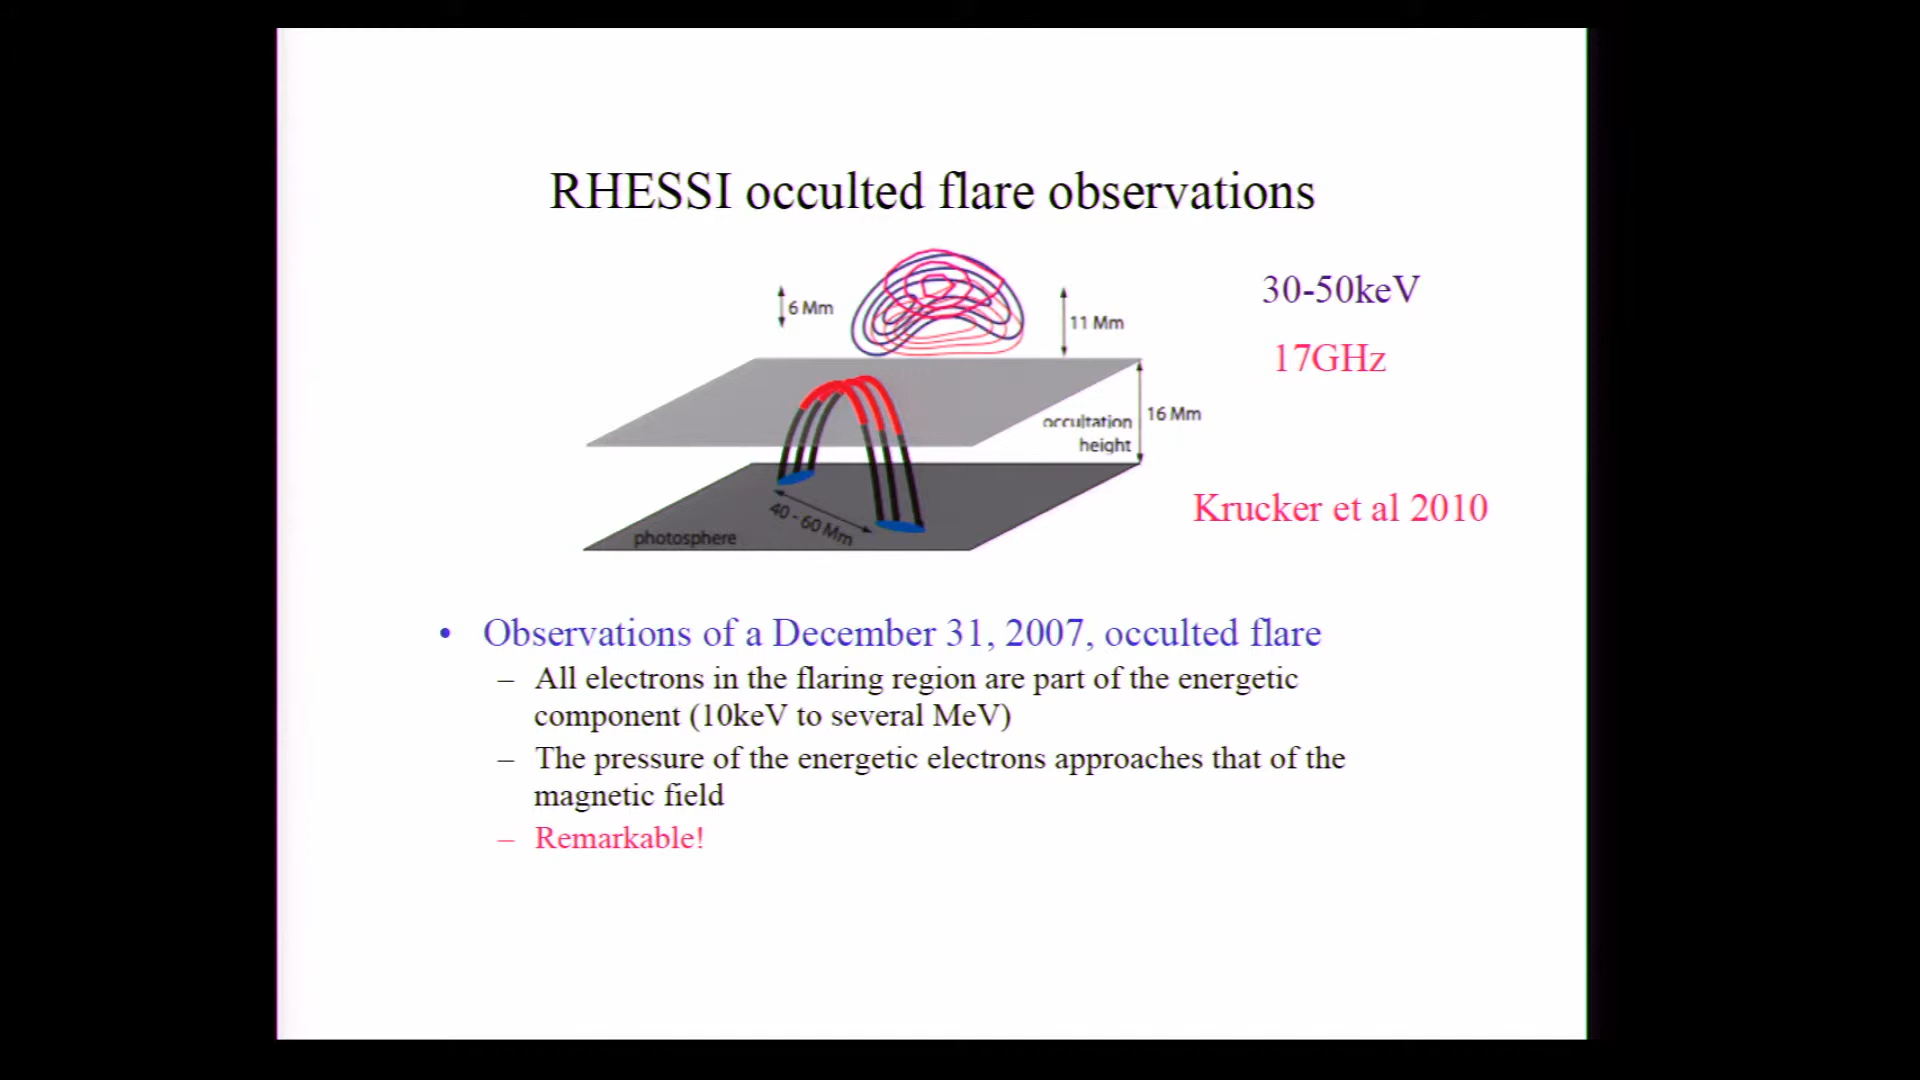 RHESSI occulted flare observations
6 Mm
11 Mm
30-50keV
17GHz
16 Mm
occultation
height
40 - 60 Mm
photosphere
Krucker et al 2010
• Observations of a December 31, 2007, occulted flare
– All electrons in the flaring region are part of the energetic
component (10keV to several MeV)
– The pressure of the energetic electrons approaches that of the
magnetic field
– Remarkable!